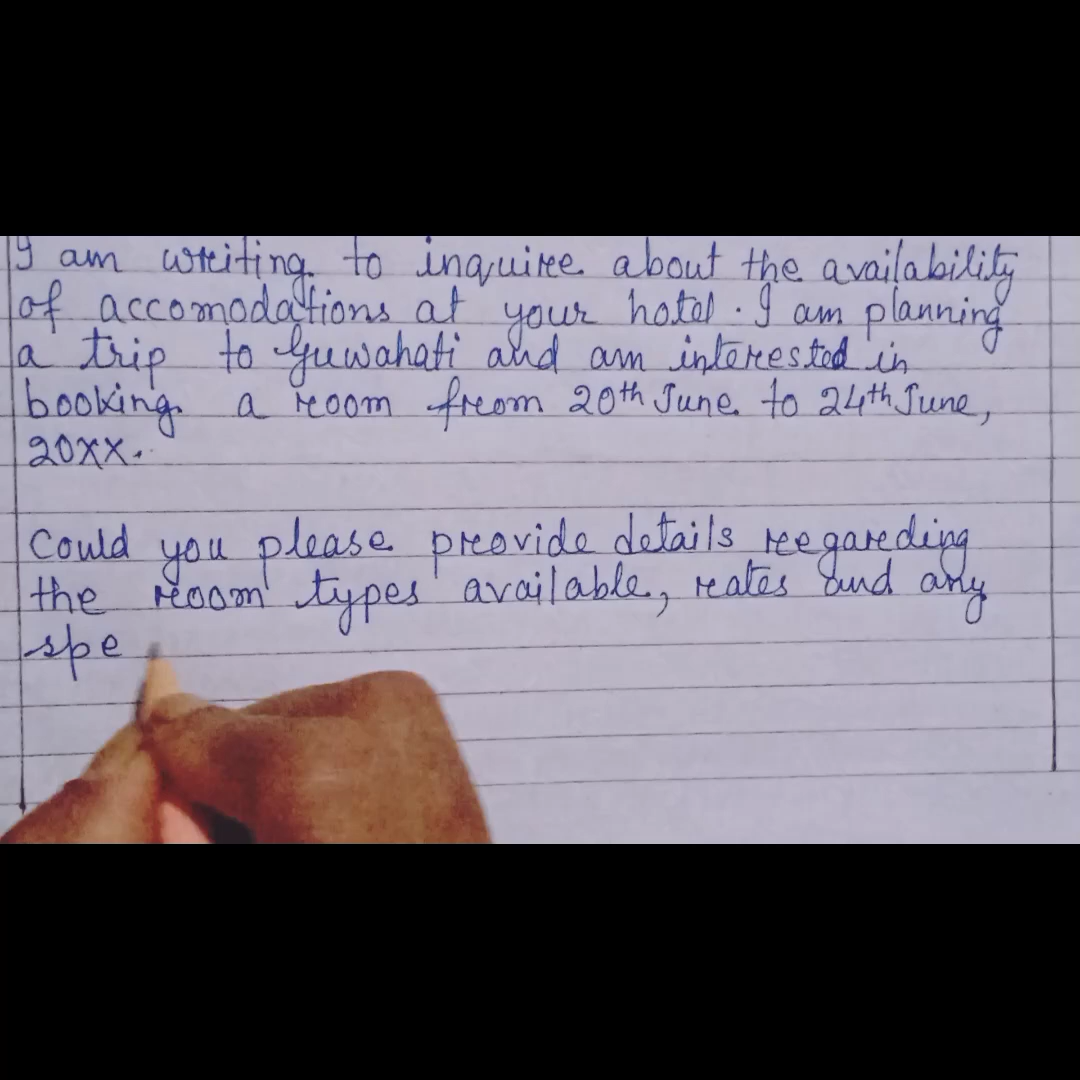 I am writing to inquire about the availability
of accomodations at your hotel. I am planning
a trip to Guwahati and am interested in
booking a room from 20th June to 24th June,
20XX.
Could you please provide details regarding
the room types available, rates and any
spe